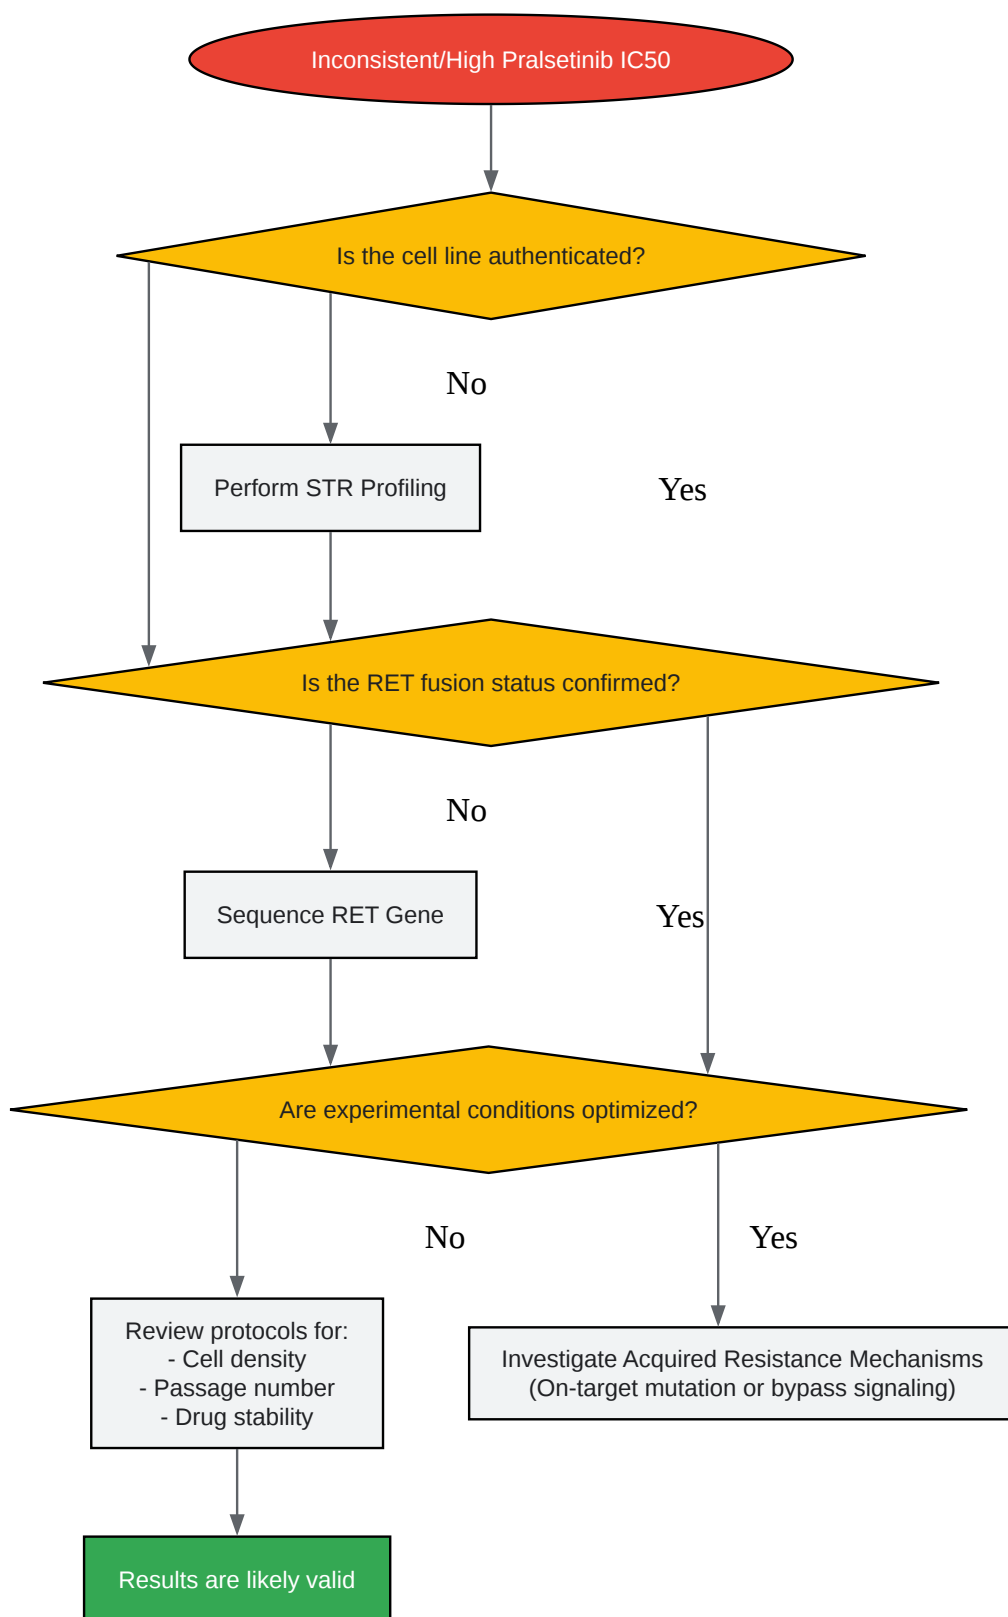 Inconsistent/High Pralsetinib IC50
Is the cell line authenticated?
No
Perform STR Profiling
Yes
Is the RET fusion status confirmed?
No
Sequence RET Gene
Yes
Are experimental conditions optimized?
No
Yes
Review protocols for:
- Cell density
- Passage number
- Drug stability
Investigate Acquired Resistance Mechanisms
(On-target mutation or bypass signaling)
Results are likely valid